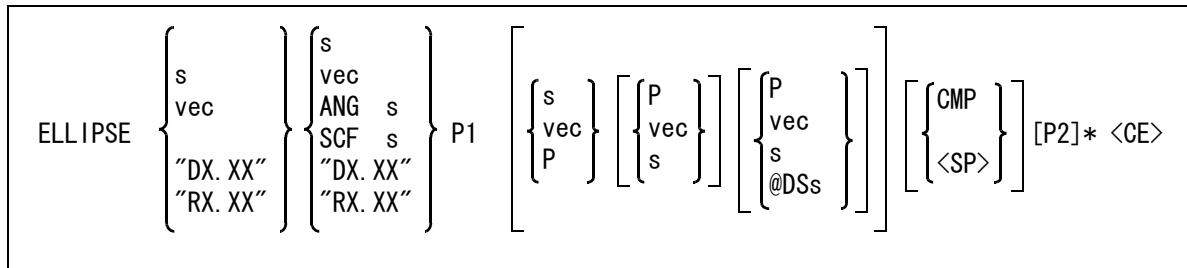 s
s
vec
s
vec
ANG s
SCF s
ELLIPSE
"DX.XX"
"RX.XX"
"DX.XX"
"RX.XX"
P1
s
vec
P
P
vec
s
P
vec
s
@DSs
CMP
<SP>
[P2]* <CE>